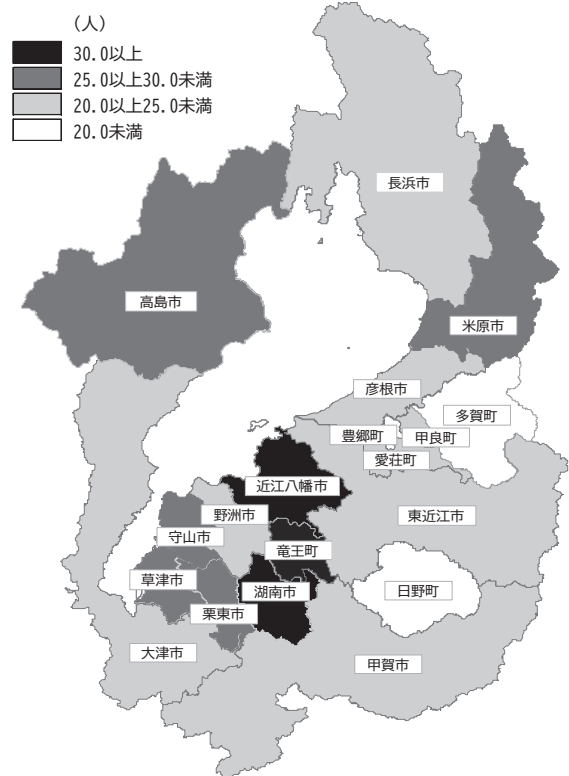 (人)
30.0以上
25.0以上30.0未満
20.0以上25.0未満
20.0未満
長浜市
高島市
米原市
彦根市
多賀町
豊郷町
甲良町
愛荘町
近江八幡市
野洲市
東近江市
守山市
竜王町
草津市
湖南市
日野町
栗東市
大津市
甲賀市